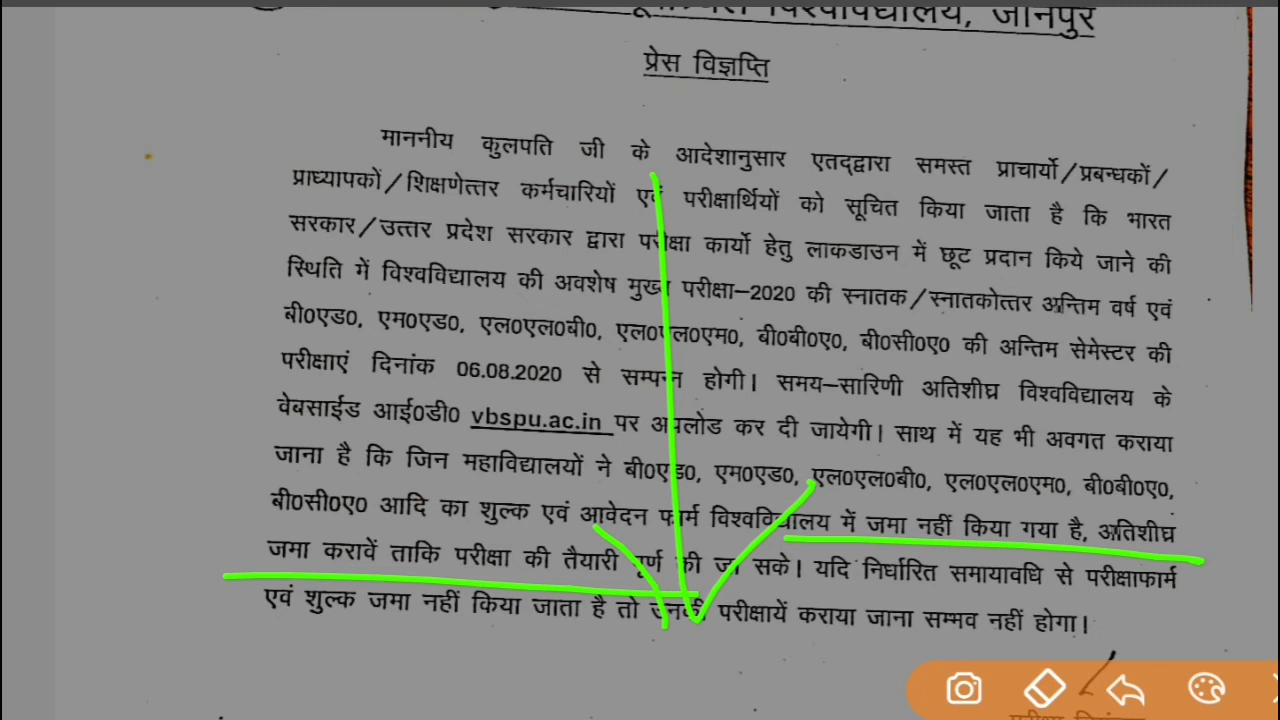 विश्वविद्यालय, जौनपुर
प्रेस विज्ञप्ति
माननीय कुलपति जी के आदेशानुसार एतद्द्वारा समस्त प्राचार्यो/प्रबन्धकों/
प्राध्यापकों/शिक्षणेत्तर कर्मचारियों एवं परीक्षार्थियों को सूचित किया जाता है कि भारत
सरकार/उत्तर प्रदेश सरकार द्वारा परीक्षा कार्यो हेतु लाकडाउन में छूट प्रदान किये जाने की
स्थिति में विश्वविद्यालय की अवशेष मुख्य परीक्षा–2020 की स्नातक/स्नातकोत्तर अन्तिम वर्ष एवं
बी0एड0, एम0एड0, एल0एल0बी0, एल0एल0एम0, बी0बी0ए0, बी0सी0ए0 की अन्तिम सेमेस्टर की
परीक्षाएं दिनांक 06.08.2020 से सम्पन्न होगी। समय–सारिणी अतिशीघ्र विश्वविद्यालय के
वेबसाईड आई0डी0 vbspu.ac.in पर अपलोड कर दी जायेगी। साथ में यह भी अवगत कराया
जाना है कि जिन महाविद्यालयों ने बी0एड0, एम0एड0, एल0एल0बी0, एल0एल0एम0, बी0बी0ए0,
बी0सी0ए0 आदि का शुल्क एवं आवेदन फार्म विश्वविद्यालय में जमा नहीं किया गया है, अतिशीघ्र
जमा करावें ताकि परीक्षा की तैयारी पूर्ण की जा सके। यदि निर्धारित समायावधि से परीक्षाफार्म
एवं शुल्क जमा नहीं किया जाता है तो उनकी परीक्षायें कराया जाना सम्भव नहीं होगा।